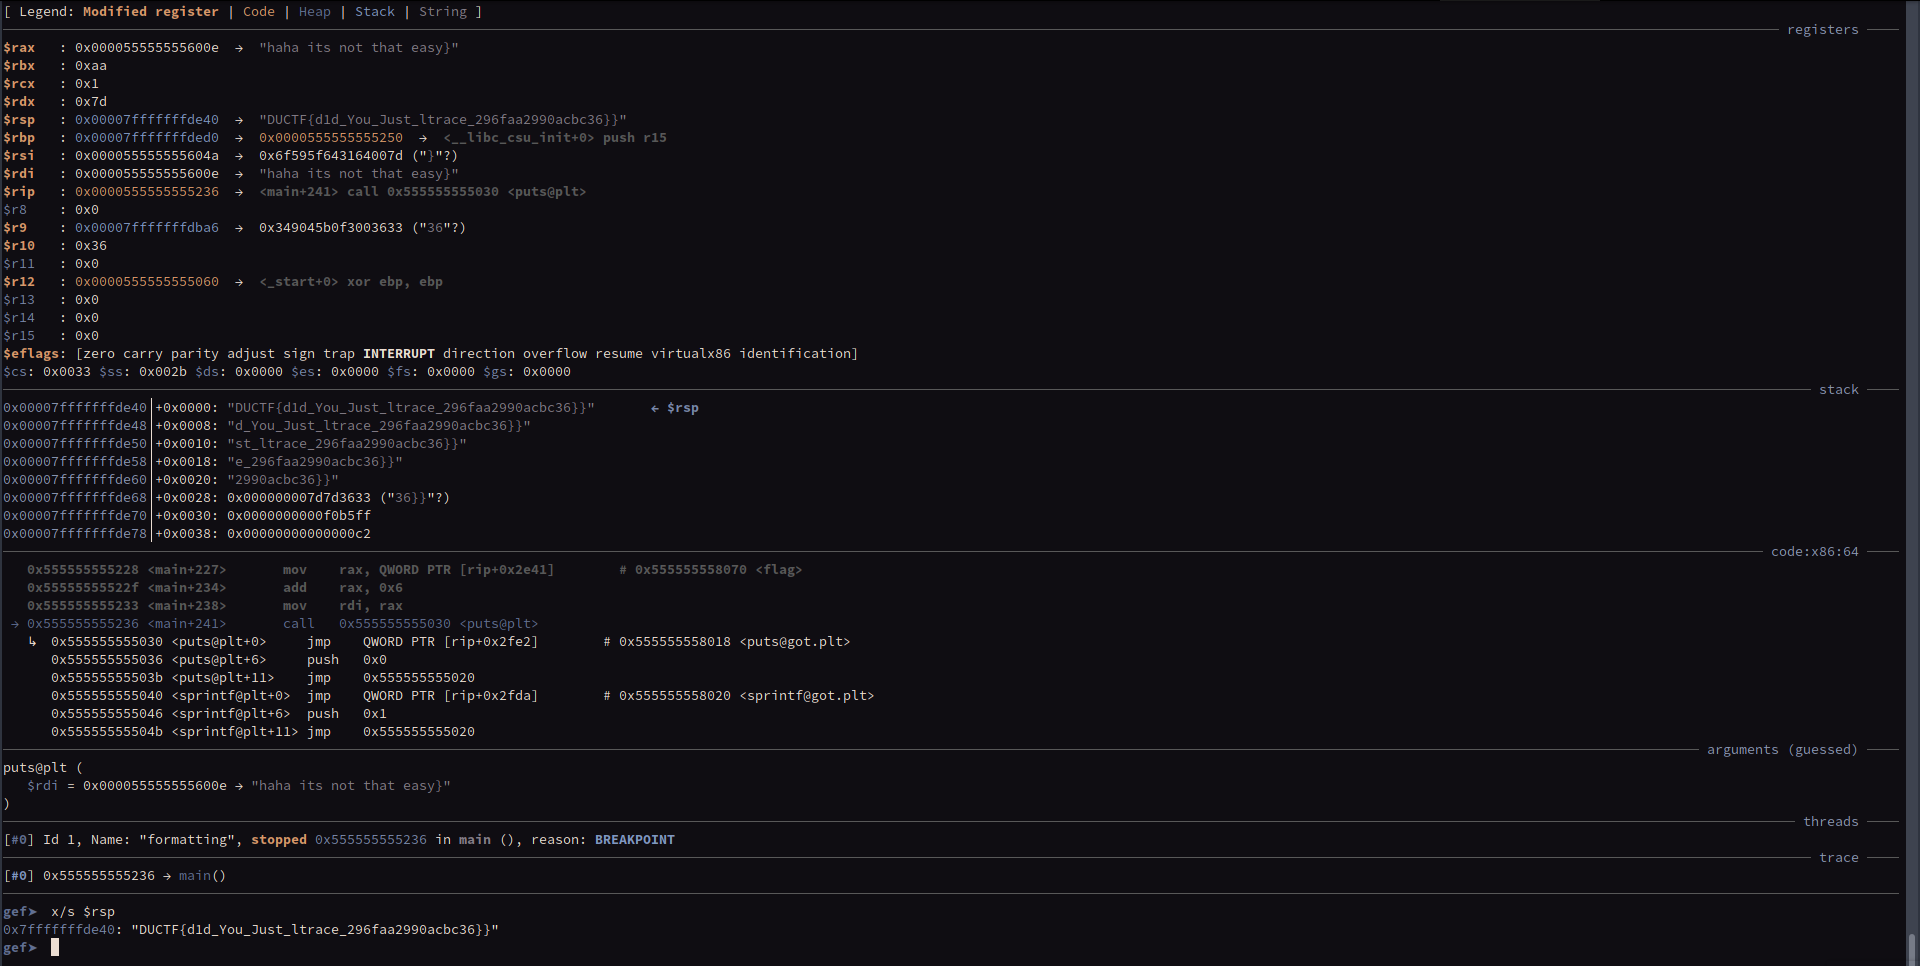 [ Legend: Modified register | Code | Heap | Stack | String ]
registers
$rax   : 0x000055555555600e  →  "haha its not that easy}"
$rbx   : 0xaa
$rcx   : 0x1
$rdx   : 0x7d
$rsp   : 0x00007fffffffde40  →  "DUCTF{d1d_You_Just_ltrace_296faa2990acbc36}}"
$rbp   : 0x00007fffffffded0  →  0x0000555555555250  →  <__libc_csu_init+0> push r15
$rsi   : 0x000055555555604a  →  0x6f595f643164007d ("}"?)
$rdi   : 0x000055555555600e  →  "haha its not that easy}"
$rip   : 0x0000555555555236  →  <main+241> call 0x555555555030 <puts@plt>
$r8    : 0x0
$r9    : 0x00007fffffffdba6  →  0x349045b0f3003633 ("36"?)
$r10   : 0x36
$r11   : 0x0
$r12   : 0x0000555555555060  →  <_start+0> xor ebp, ebp
$r13   : 0x0
$r14   : 0x0
$r15   : 0x0
$eflags: [zero carry parity adjust sign trap INTERRUPT direction overflow resume virtualx86 identification]
$cs: 0x0033 $ss: 0x002b $ds: 0x0000 $es: 0x0000 $fs: 0x0000 $gs: 0x0000
stack
0x00007fffffffde40│+0x0000: "DUCTF{d1d_You_Just_ltrace_296faa2990acbc36}}"       ← $rsp
0x00007fffffffde48│+0x0008: "d_You_Just_ltrace_296faa2990acbc36}}"
0x00007fffffffde50│+0x0010: "st_ltrace_296faa2990acbc36}}"
0x00007fffffffde58│+0x0018: "e_296faa2990acbc36}}"
0x00007fffffffde60│+0x0020: "2990acbc36}}"
0x00007fffffffde68│+0x0028: 0x000000007d7d3633 ("36}}"?)
0x00007fffffffde70│+0x0030: 0x0000000000f0b5ff
0x00007fffffffde78│+0x0038: 0x00000000000000c2
code:x86:64
0x555555555228 <main+227>       mov    rax, QWORD PTR [rip+0x2e41]        # 0x555555558070 <flag>
0x55555555522f <main+234>       add    rax, 0x6
0x555555555233 <main+238>       mov    rdi, rax
→ 0x555555555236 <main+241>       call   0x555555555030 <puts@plt>
↳  0x555555555030 <puts@plt+0>     jmp    QWORD PTR [rip+0x2fe2]        # 0x555555558018 <puts@got.plt>
0x555555555036 <puts@plt+6>     push   0x0
0x55555555503b <puts@plt+11>    jmp    0x555555555020
0x555555555040 <sprintf@plt+0>  jmp    QWORD PTR [rip+0x2fda]        # 0x555555558020 <sprintf@got.plt>
0x555555555046 <sprintf@plt+6>  push   0x1
0x55555555504b <sprintf@plt+11> jmp    0x555555555020
arguments (guessed)
puts@plt (
$rdi = 0x000055555555600e → "haha its not that easy}"
)
threads
[#0] Id 1, Name: "formatting", stopped 0x555555555236 in main (), reason: BREAKPOINT
trace
[#0] 0x555555555236 → main()
gef➤  x/s $rsp
0x7fffffffde40: "DUCTF{d1d_You_Just_ltrace_296faa2990acbc36}}"
gef➤